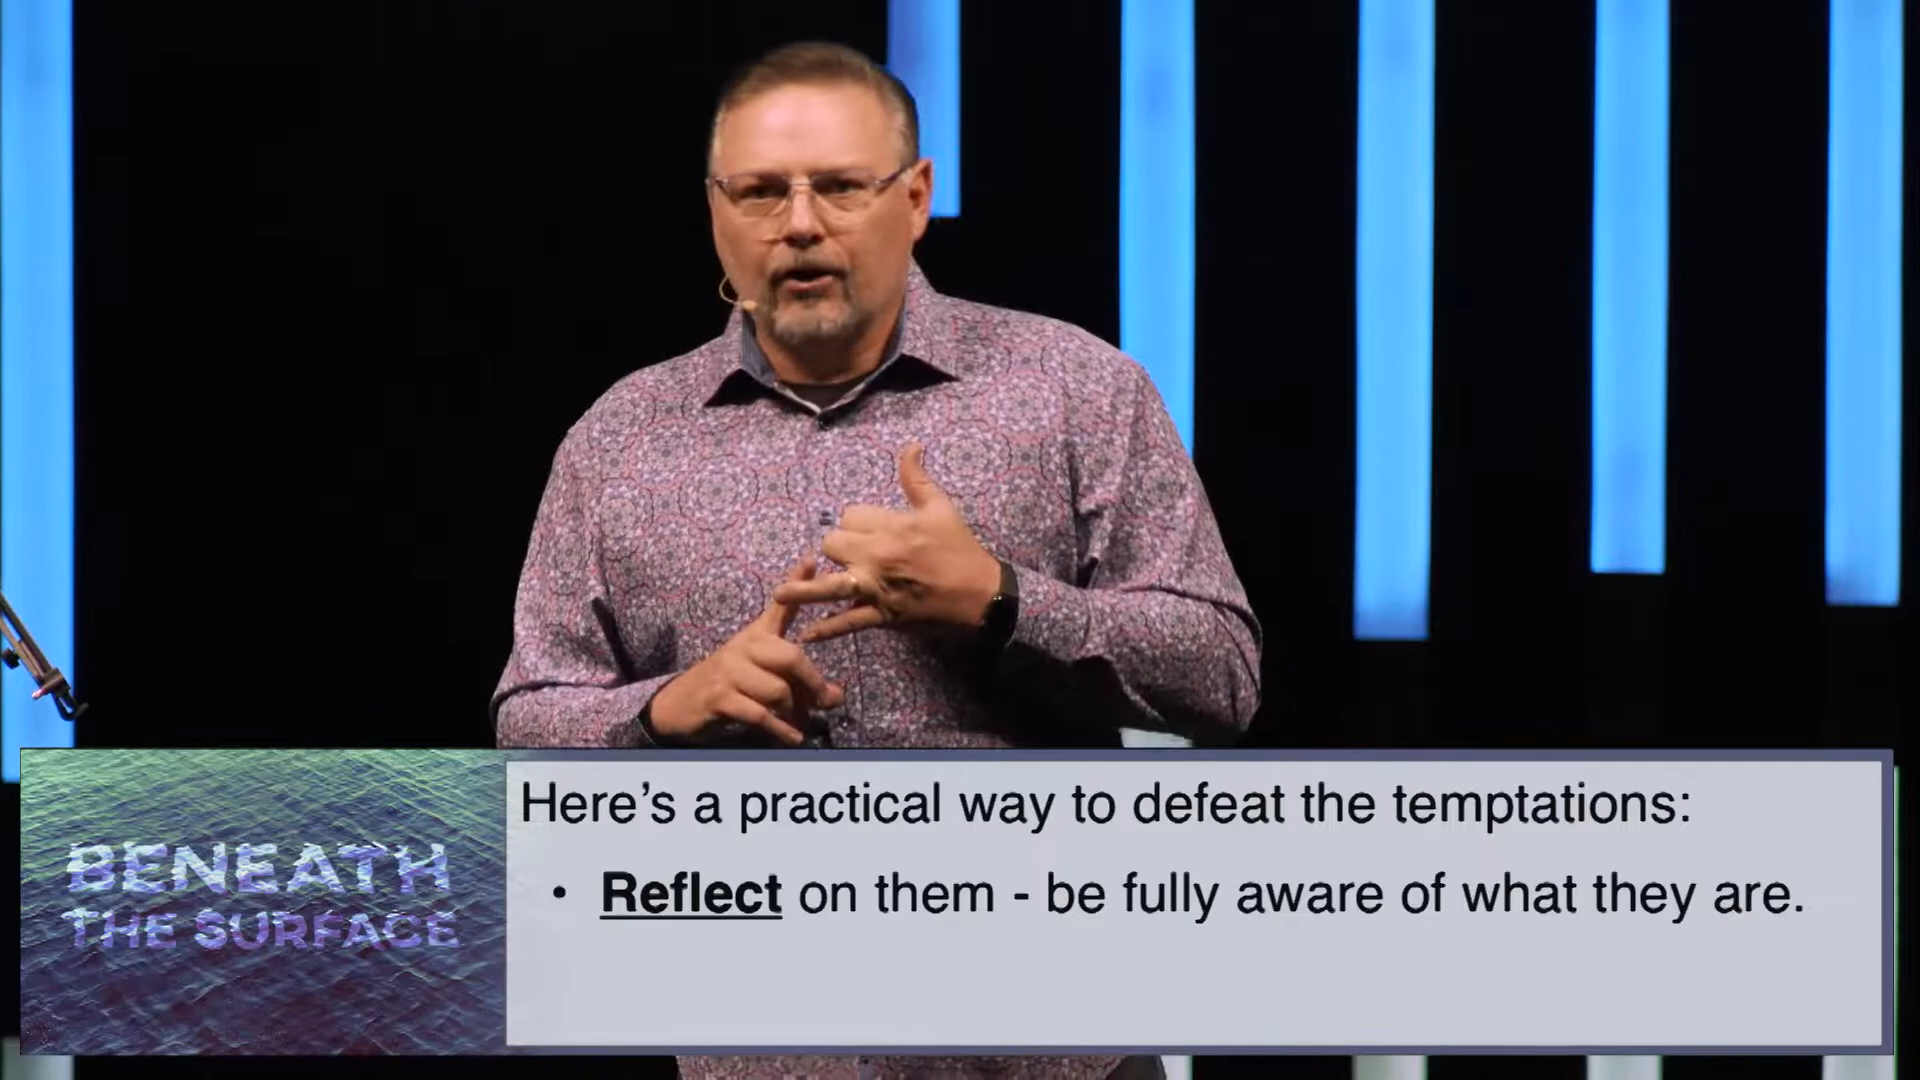 BENEATH
THE SURFACE
Here's a practical way to defeat the temptations:
• Reflect on them - be fully aware of what they are.